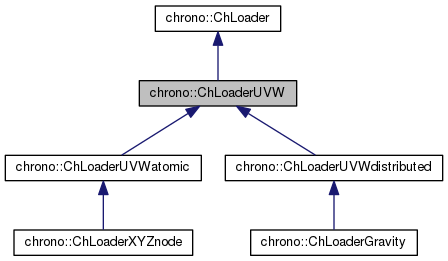 chrono::ChLoader
chrono::ChLoaderUVW
chrono::ChLoaderUVWatomic
chrono::ChLoaderUVWdistributed
chrono::ChLoaderXYZnode
chrono::ChLoaderGravity